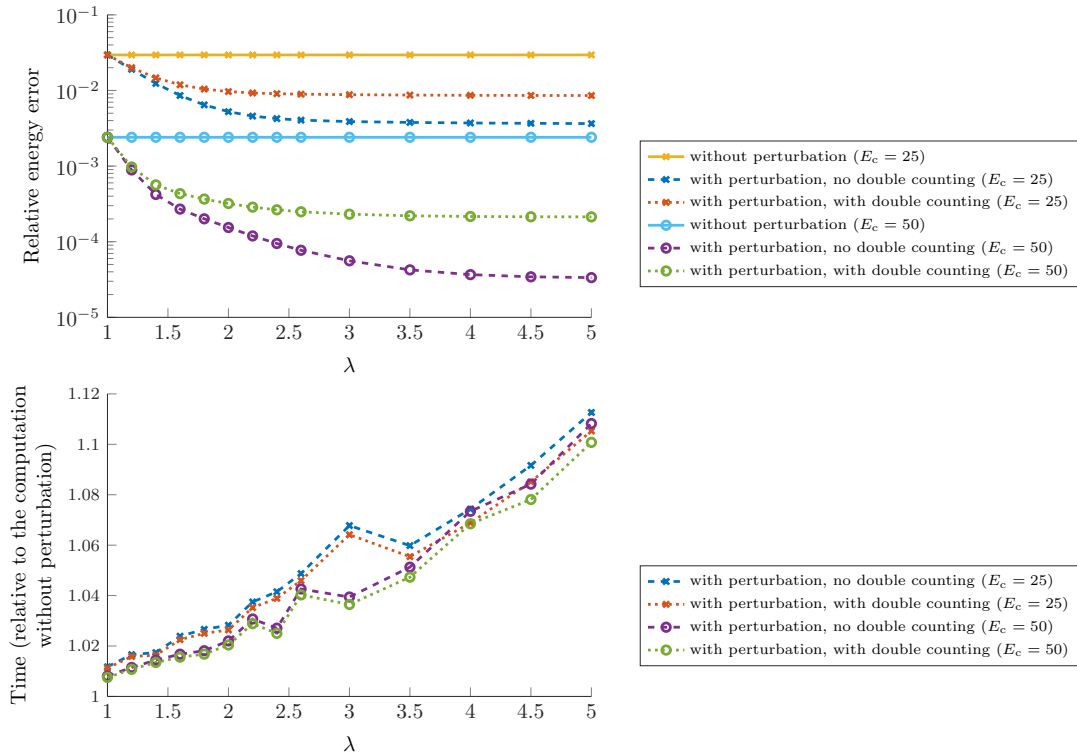 Relative energy error
10^−1
10^−2
10^−3
10^−4
10^−5
1 1.5 2 2.5 3 3.5 4 4.5 5
λ
without perturbation (E_c = 25)
with perturbation, no double counting (E_c = 25)
with perturbation, with double counting (E_c = 25)
without perturbation (E_c = 50)
with perturbation, no double counting (E_c = 50)
with perturbation, with double counting (E_c = 50)
Time (relative to the computation
without perturbation)
1.12
1.1
1.08
1.06
1.04
1.02
1
1 1.5 2 2.5 3 3.5 4 4.5 5
λ
with perturbation, no double counting (E_c = 25)
with perturbation, with double counting (E_c = 25)
with perturbation, no double counting (E_c = 50)
with perturbation, with double counting (E_c = 50)